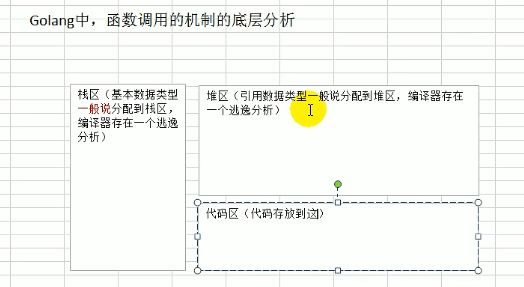 Golang中，函数调用的机制的底层分析
栈区（基本数据类型
一般说分配到栈区，
编译器存在一个逃逸
分析）
堆区（引用数据类型一般说分配到堆区，编译器存在
一个逃逸分析）
代码区（代码存放到这）